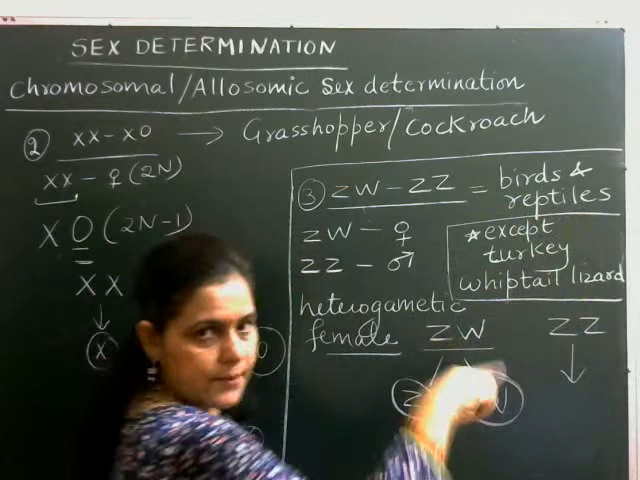 SEX DETERMINATION
Chromosomal/Allosomic Sex determination
② XX-XO → Grasshopper/Cockroach
XX - ♀ (2N)
XO (2N-1)
XX
↓
X
③ ZW - ZZ = birds & reptiles
ZW - ♀
ZZ - ♂
*except
turkey
whiptail lizard
heterogametic
female
ZW
ZZ
↓
Z